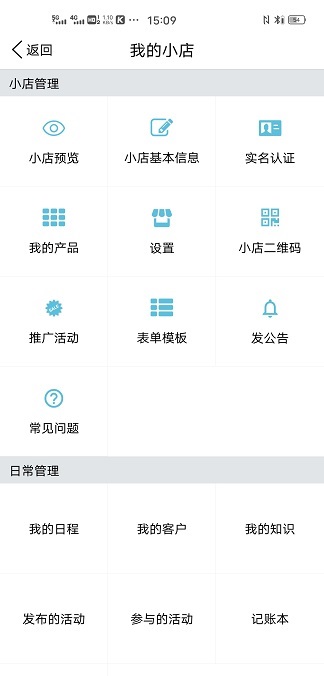 5G 4G HD 1.10 KB/s K ··· 15:09
返回
我的小店
小店管理
小店预览
小店基本信息
实名认证
我的产品
设置
小店二维码
推广活动
表单模板
发公告
常见问题
日常管理
我的日程
我的客户
我的知识
发布的活动
参与的活动
记账本